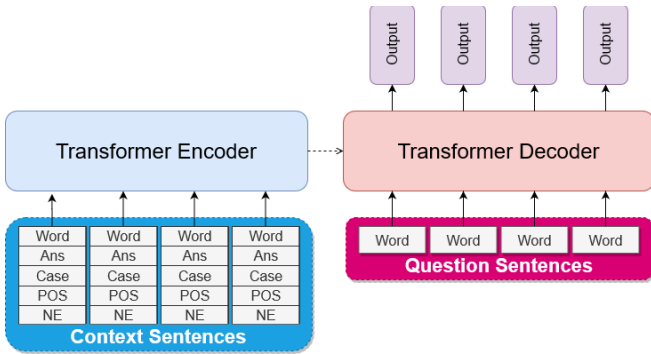 Output Output Output Output
Transformer Encoder
Transformer Decoder
Word Word Word Word
Ans Ans Ans Ans
Case Case Case Case
POS POS POS POS
NE NE NE NE
Context Sentences
Word Word Word Word
Question Sentences